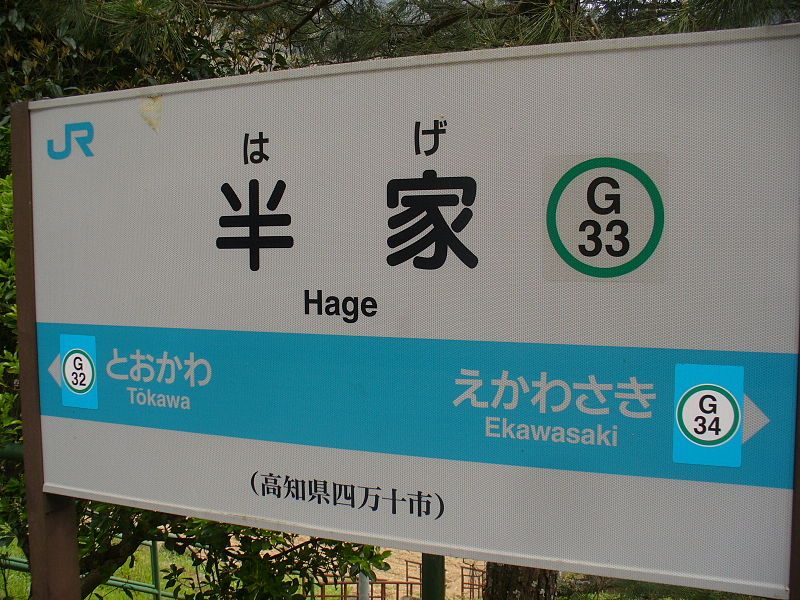 JR
は げ
半 家
G
33
Hage
G
32
とおかわ
Tōkawa
えかわさき
Ekawasaki
G
34
(高知県四万十市)